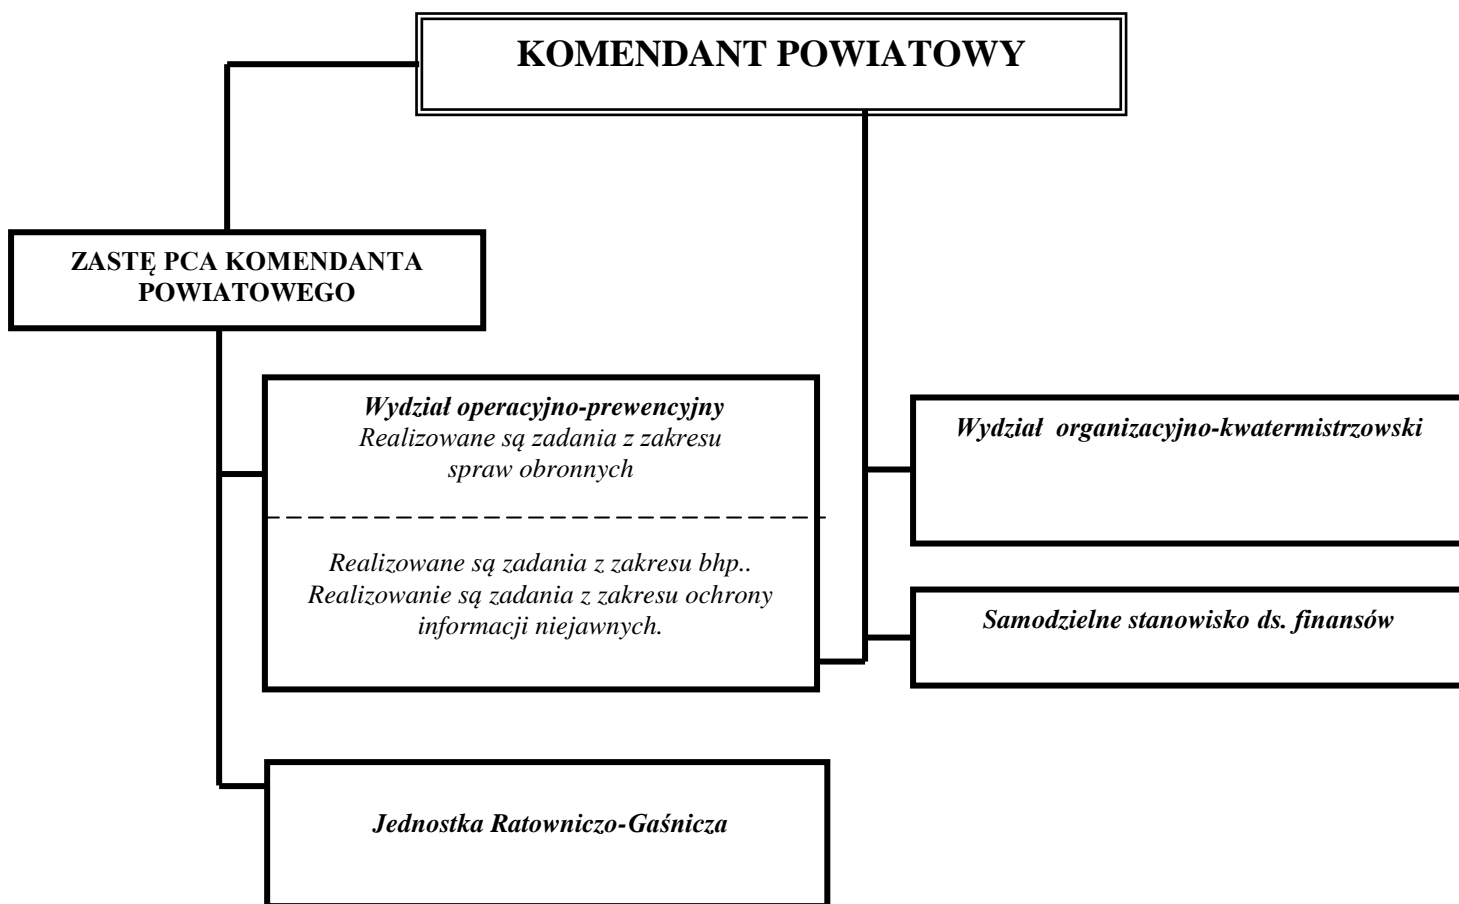 KOMENDANT POWIATOWY
ZASTĘ PCA KOMENDANTA
POWIATOWEGO
Wydział operacyjno-prewencyjny
Realizowane są zadania z zakresu
spraw obronnych
Realizowane są zadania z zakresu bhp..
Realizowanie są zadania z zakresu ochrony
informacji niejawnych.
Wydział organizacyjno-kwatermistrzowski
Samodzielne stanowisko ds. finansów
Jednostka Ratowniczo-Gaśnicza